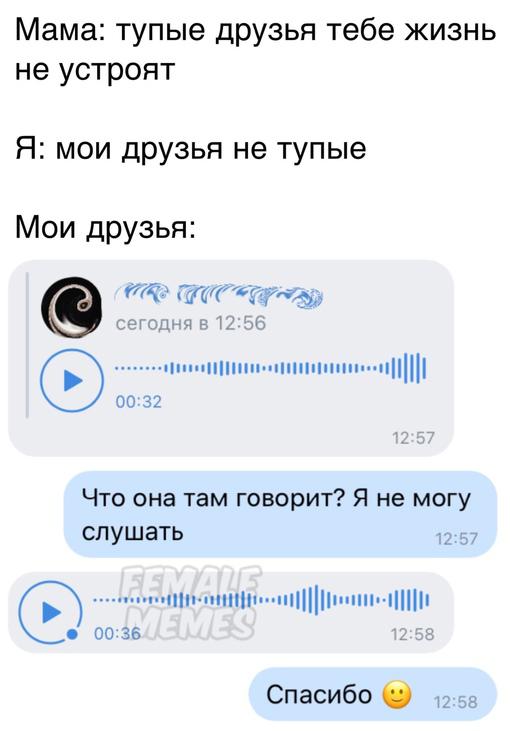 Мама: тупые друзья тебе жизнь
не устроят
Я: мои друзья не тупые
Мои друзья:
сегодня в 12:56
00:32
12:57
Что она там говорит? Я не могу
слушать
12:57
FEMALE
MEMES
00:36
12:58
Спасибо 🙂
12:58